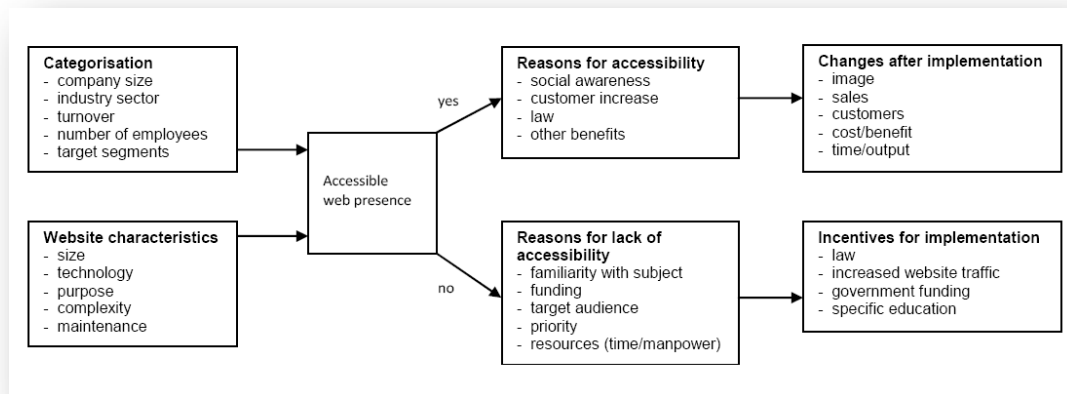 Categorisation
- company size
- industry sector
- turnover
- number of employees
- target segments
Website characteristics
- size
- technology
- purpose
- complexity
- maintenance
Accessible
web presence
yes
no
Reasons for accessibility
- social awareness
- customer increase
- law
- other benefits
Reasons for lack of
accessibility
- familiarity with subject
- funding
- target audience
- priority
- resources (time/manpower)
Changes after implementation
- image
- sales
- customers
- cost/benefit
- time/output
Incentives for implementation
- law
- increased website traffic
- government funding
- specific education